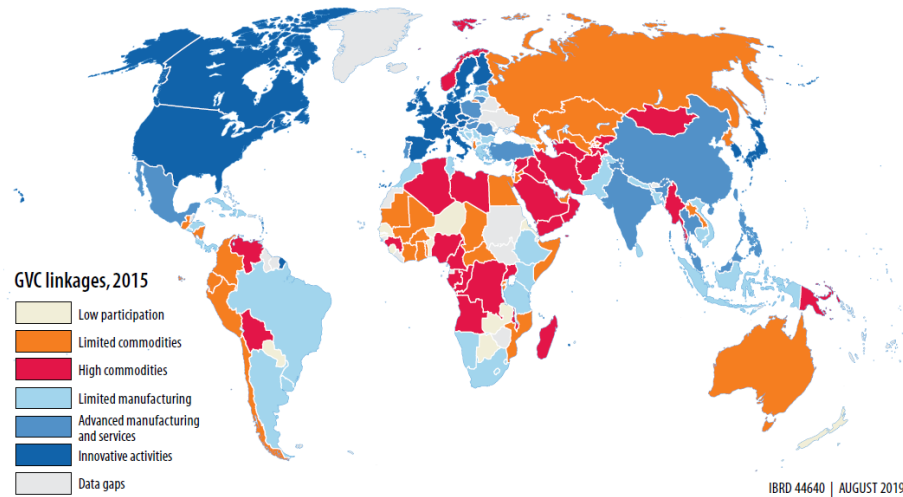 GVC linkages, 2015
Low participation
Limited commodities
High commodities
Limited manufacturing
Advanced manufacturing
and services
Innovative activities
Data gaps
IBRD 44640 | AUGUST 2019